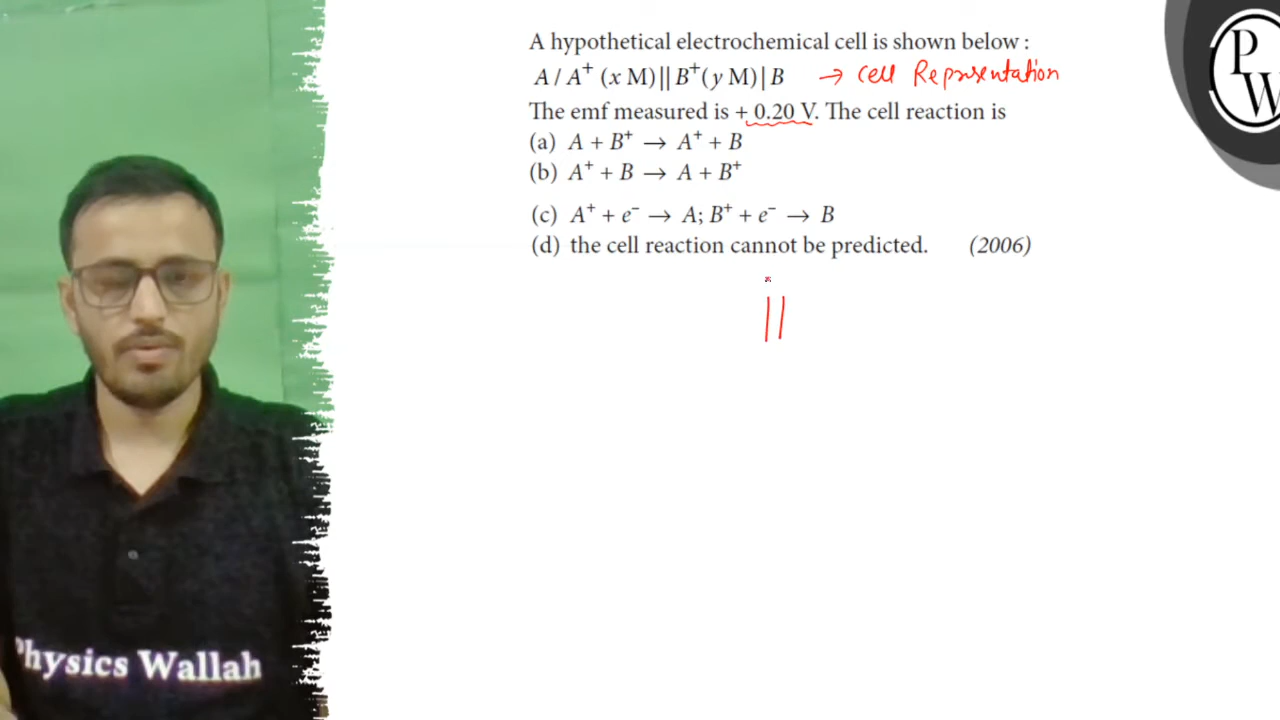 A hypothetical electrochemical cell is shown below :
A / A⁺ (x M) || B⁺(y M) | B → Cell Representation
The emf measured is + 0.20 V. The cell reaction is
(a) A + B⁺ → A⁺ + B
(b) A⁺ + B → A + B⁺
(c) A⁺ + e⁻ → A; B⁺ + e⁻ → B
(d) the cell reaction cannot be predicted. (2006)
||
P
W
Physics Wallah